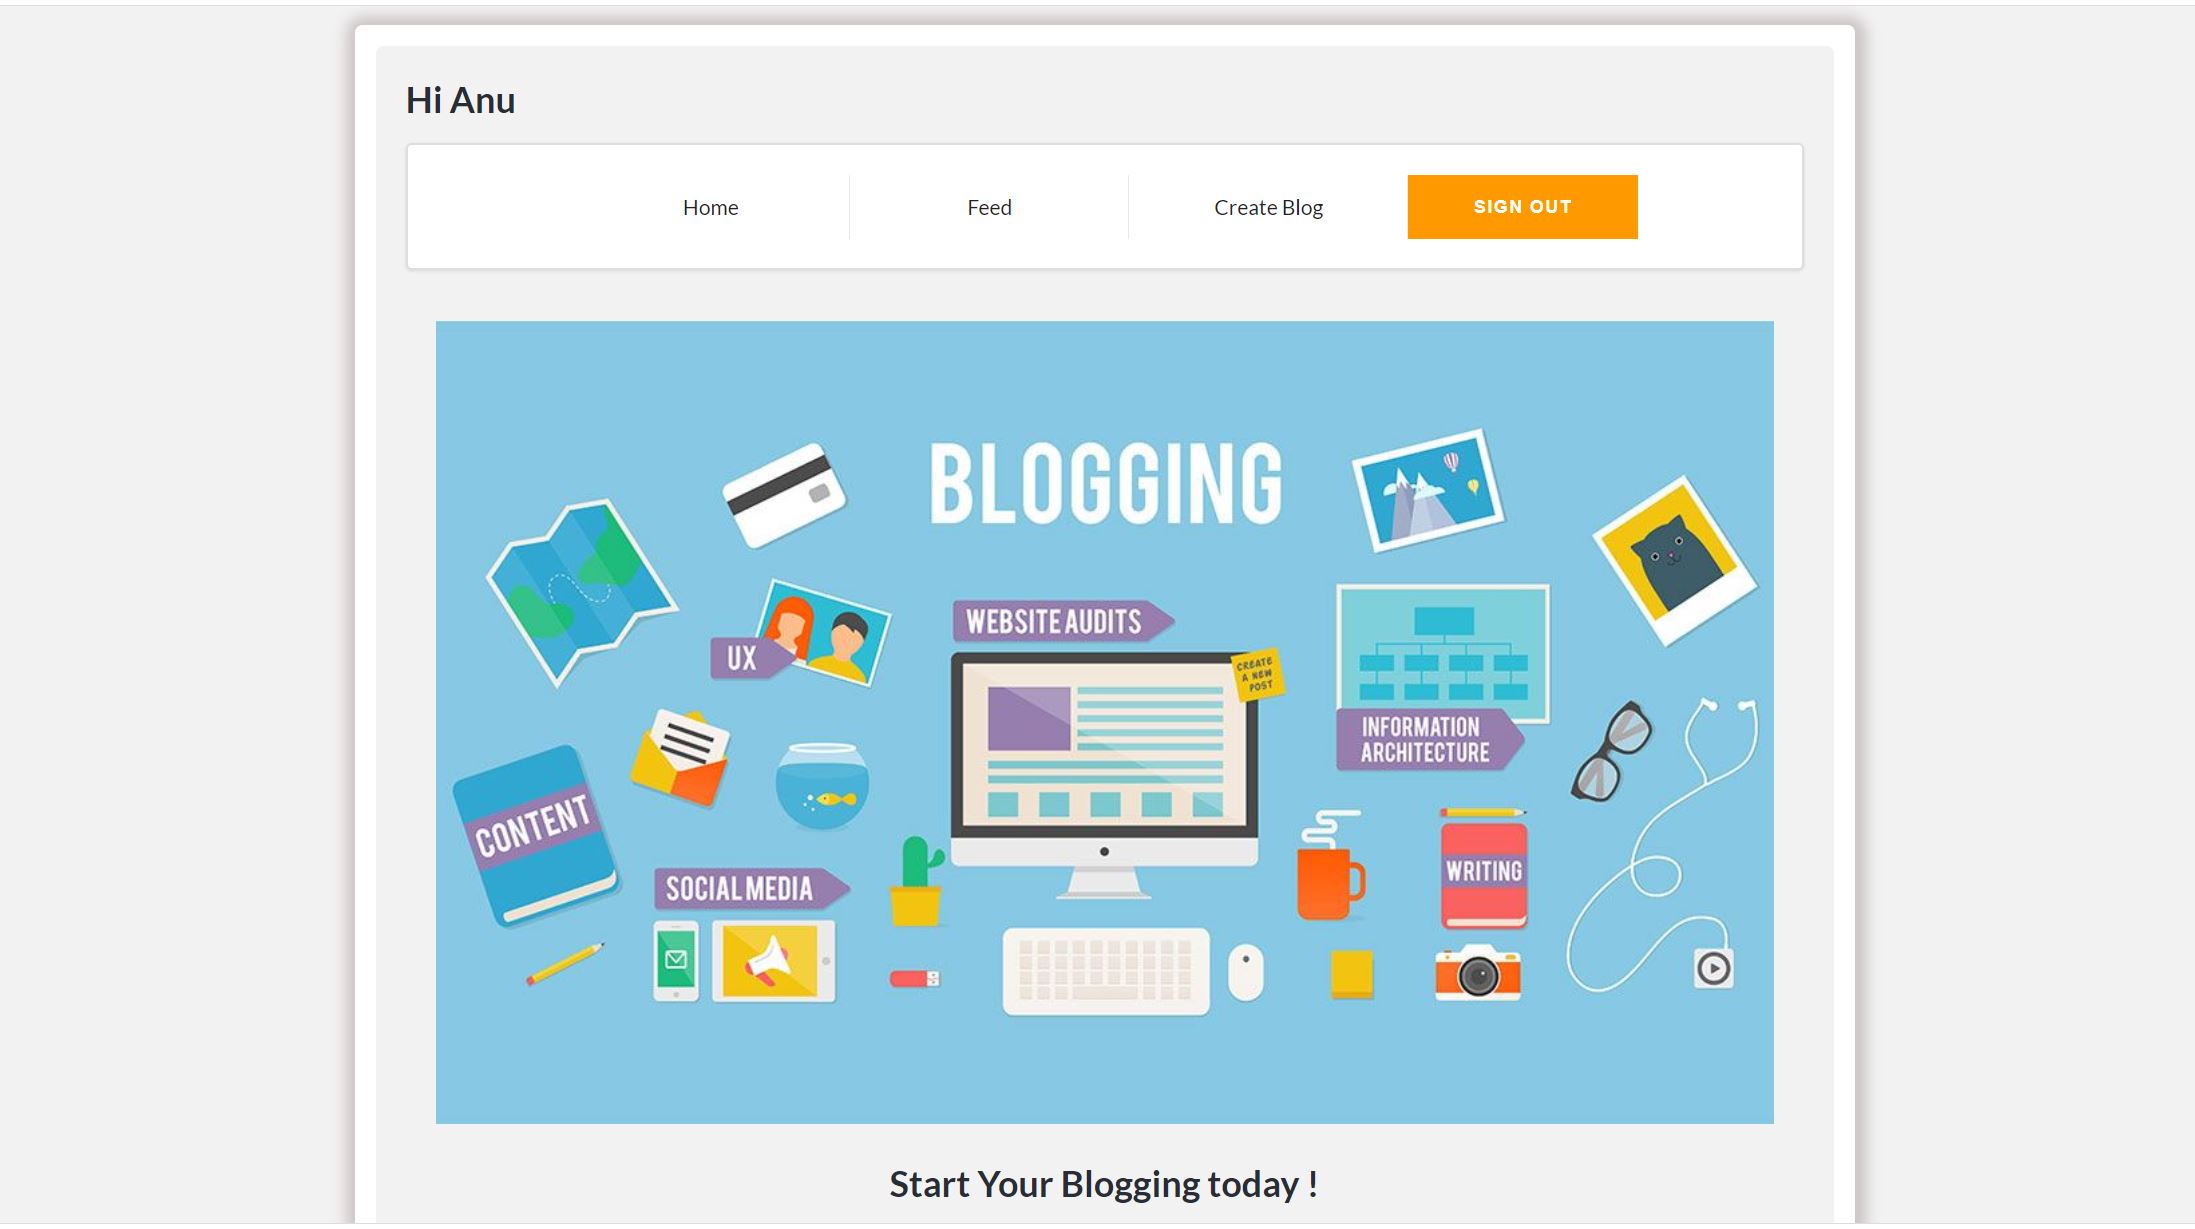 Hi Anu
Home
Feed
Create Blog
SIGN OUT
BLOGGING
WEBSITE AUDITS
UX
CREATE
A NEW
POST
INFORMATION
ARCHITECTURE
CONTENT
SOCIAL MEDIA
WRITING
Start Your Blogging today !